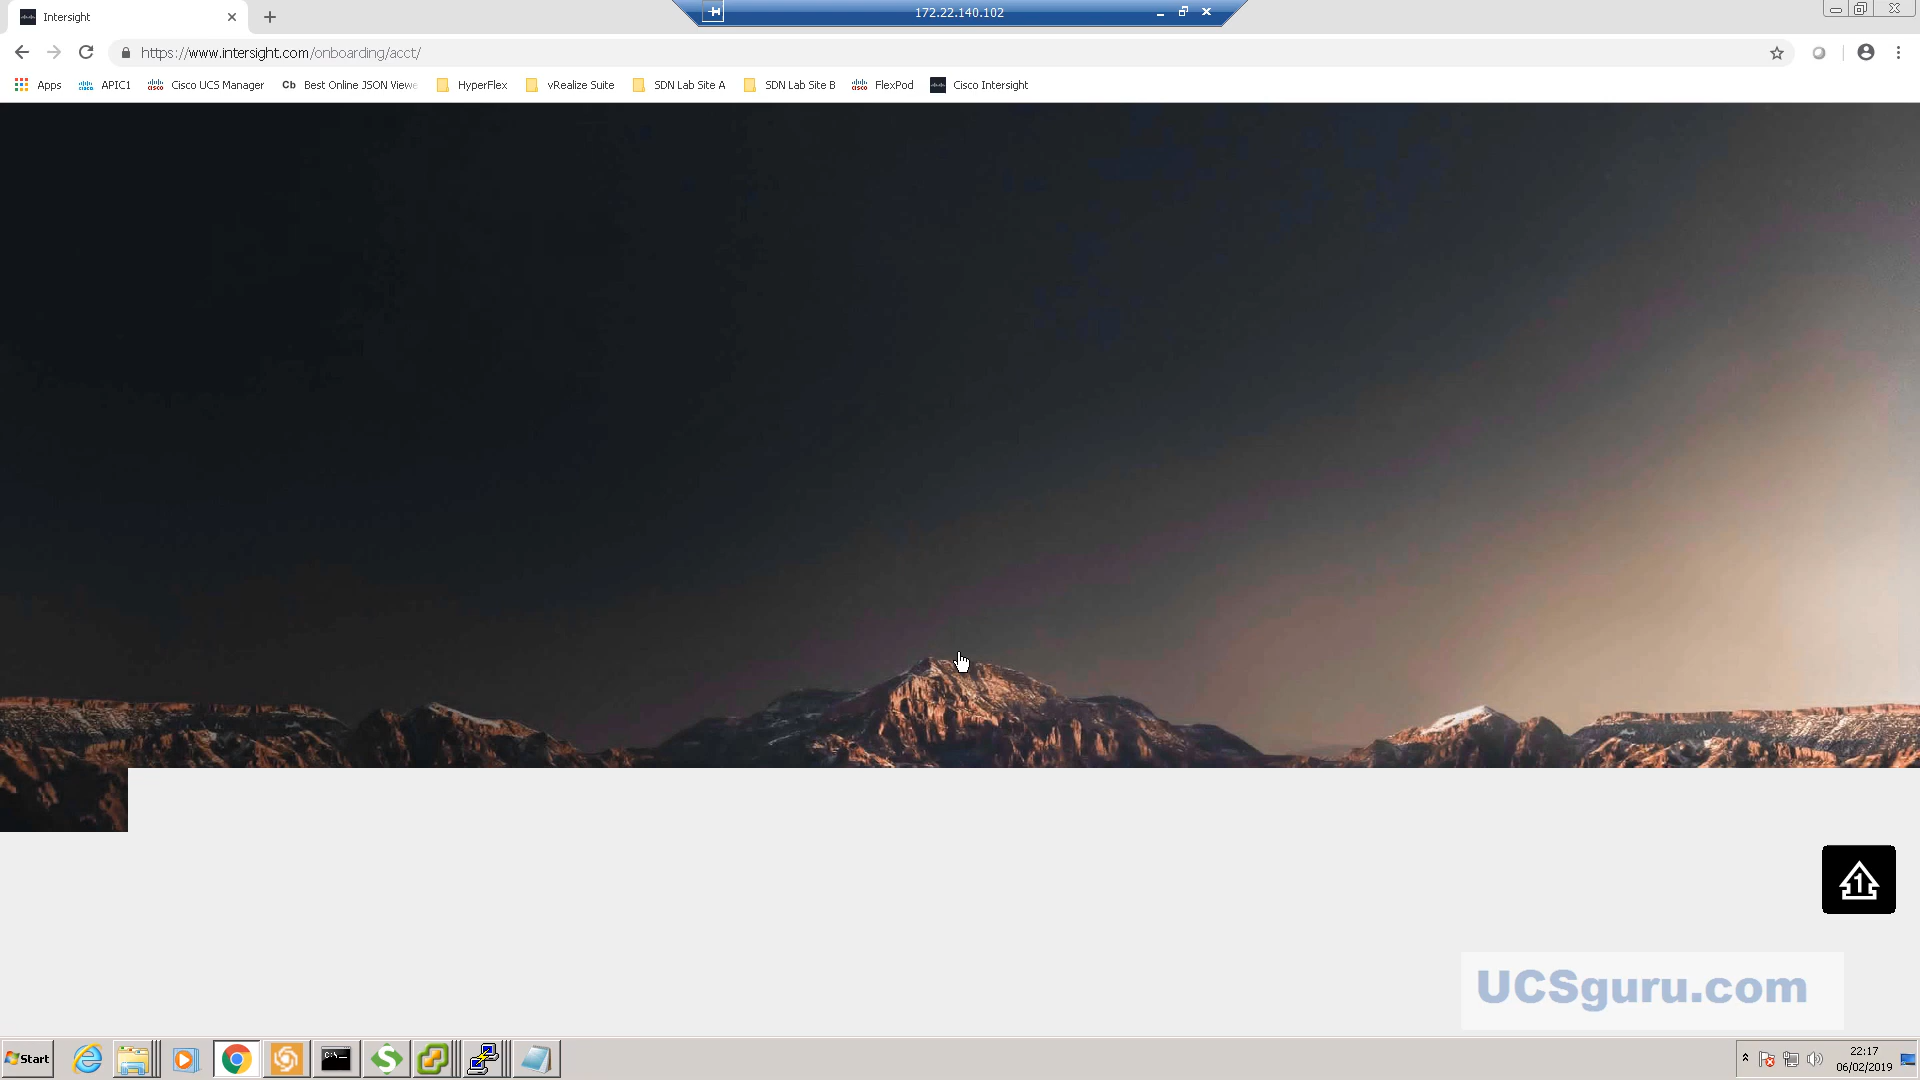 Intersight
172.22.140.102
https://www.intersight.com/onboarding/acct/
Apps
APIC1
Cisco UCS Manager
Cb
Best Online JSON Viewe
HyperFlex
vRealize Suite
SDN Lab Site A
SDN Lab Site B
FlexPod
Cisco Intersight
1
UCSguru.com
Start
C:\_
S
22:17
06/02/2019